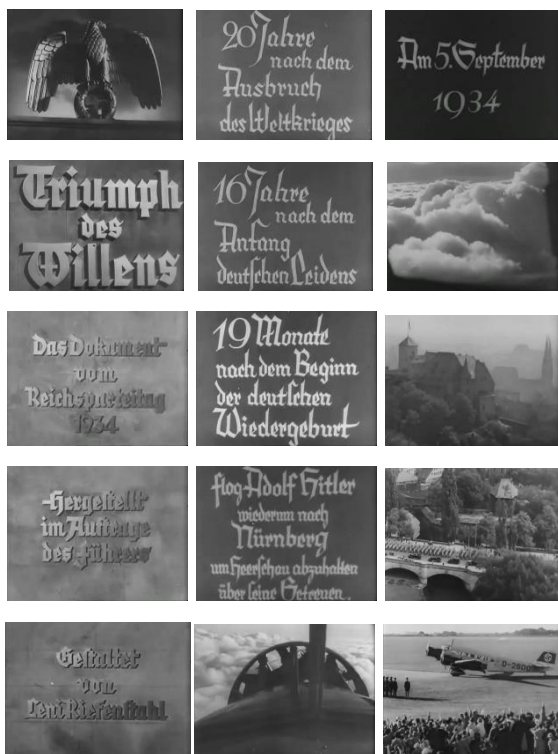 Triumph
des
Willens
Das Dokument
vom
Reichsparteitag
1934
Hergestellt
im Auftrage
des Führers
Gestaltet
von
Leni Riefenstahl
20 Jahre
nach dem
Ausbruch
des Weltkrieges
16 Jahre
nach dem
Anfang
deutschen Leidens
19 Monate
nach dem Beginn
der deutschen
Wiedergeburt
flog Adolf Hitler
wiederum nach
Nürnberg
um Heerschau abzuhalten
über seine Getreuen.
Am 5. September
1934
D-2600